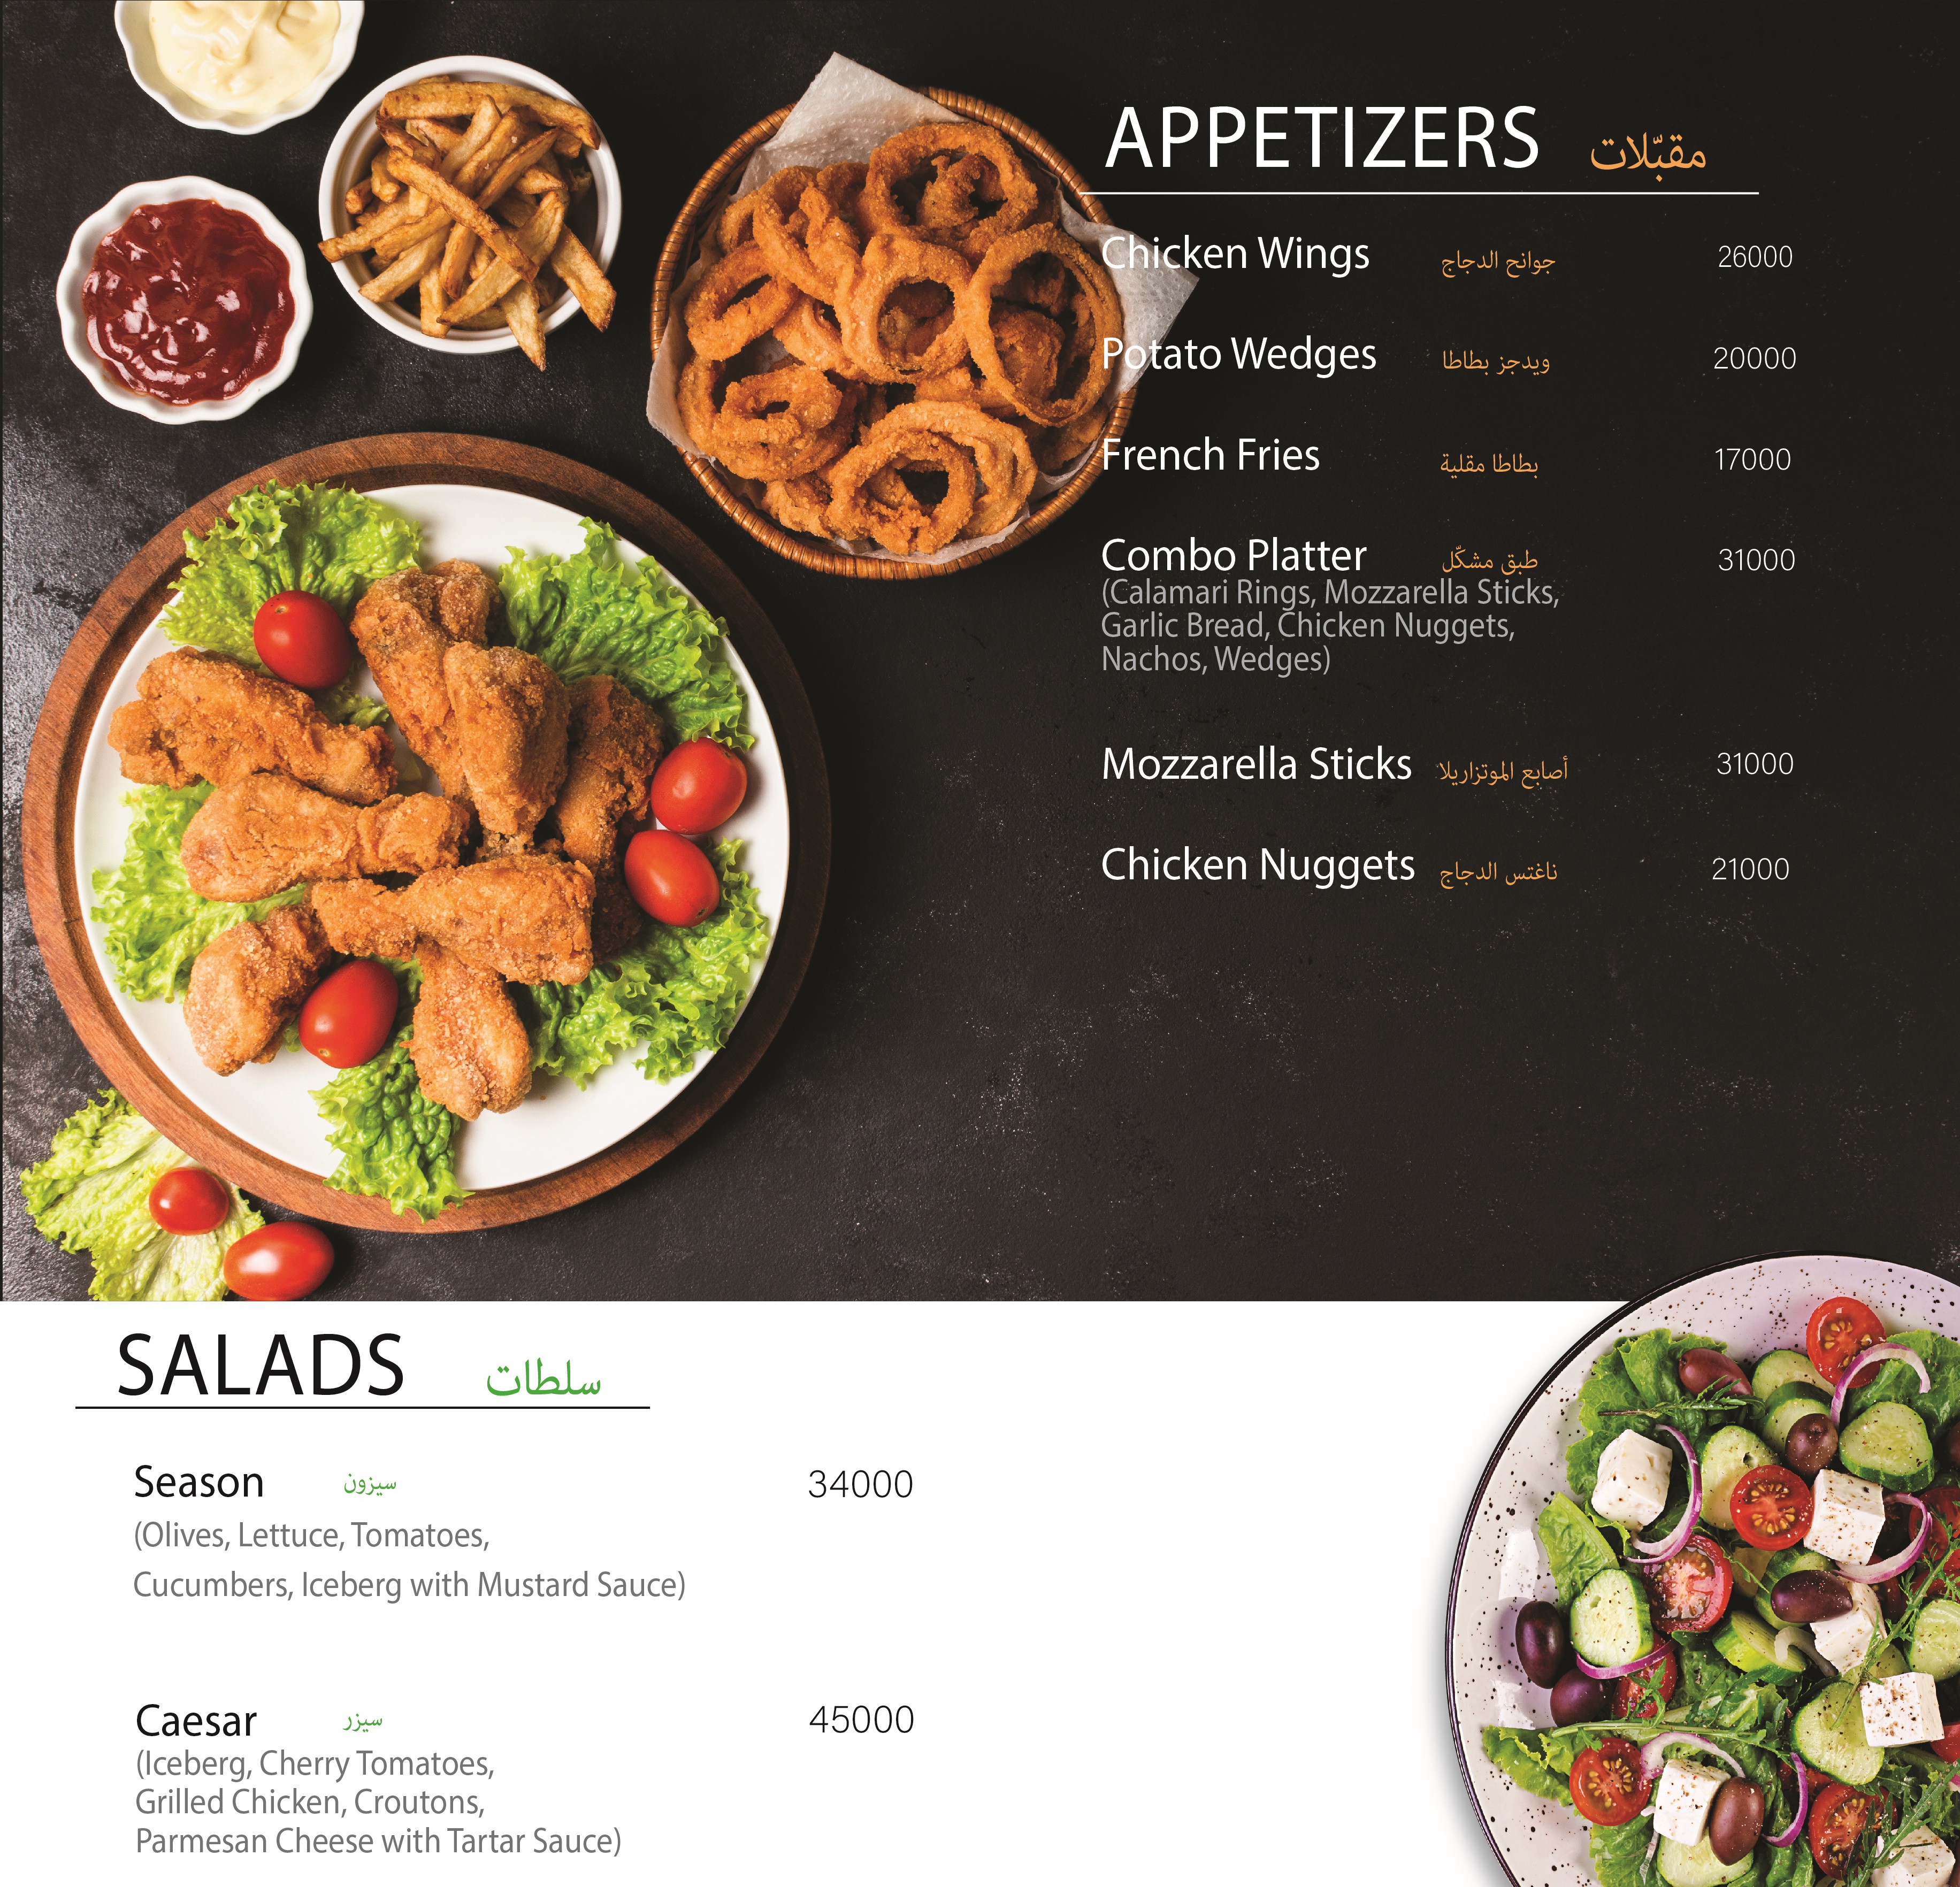 APPETIZERS مقبّلات
Chicken Wings جوانح الدجاج 26000
Potato Wedges ويدجز بطاطا 20000
French Fries بطاطا مقلية 17000
Combo Platter طبق مشكّل 31000
(Calamari Rings, Mozzarella Sticks,
Garlic Bread, Chicken Nuggets,
Nachos, Wedges)
Mozzarella Sticks أصابع الموتزاريلا 31000
Chicken Nuggets ناغتس الدجاج 21000
SALADS سلطات
Season سيزون 34000
(Olives, Lettuce, Tomatoes,
Cucumbers, Iceberg with Mustard Sauce)
Caesar سيزر 45000
(Iceberg, Cherry Tomatoes,
Grilled Chicken, Croutons,
Parmesan Cheese with Tartar Sauce)